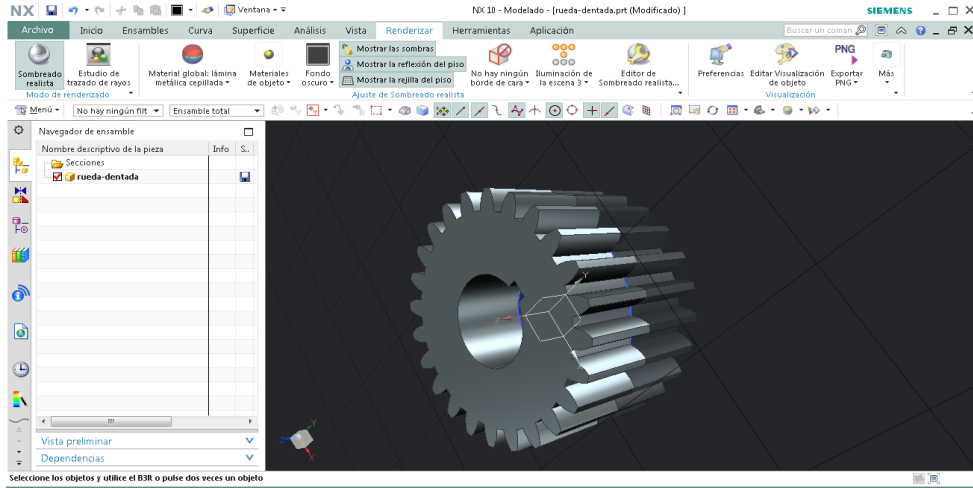 NX Ventana NX 10 - Modelado - [rueda-dentada.prt (Modificado) ] SIEMENS
Archivo Inicio Ensambles Curva Superficie Análisis Vista Renderizar Herramientas Aplicación Buscar un coman
Sombreado realista
Estudio de trazado de rayos
Material global: lámina metálica cepillada
Materiales de objeto
Fondo oscuro
Mostrar las sombras
Mostrar la reflexión del piso
Mostrar la rejilla del piso
No hay ningún borde de cara
Iluminación de la escena 3
Editor de Sombreado realista...
Preferencias
Editar Visualización de objeto
PNG
Exportar PNG
Más
Modo de renderizado Ajuste de Sombreado realista Visualización
Menú No hay ningún filt Ensamble total
Navegador de ensamble
Nombre descriptivo de la pieza Info S..
Secciones
rueda-dentada
Y
Y
X
Vista preliminar
Dependencias
Seleccione los objetos y utilice el B3R o pulse dos veces un objeto